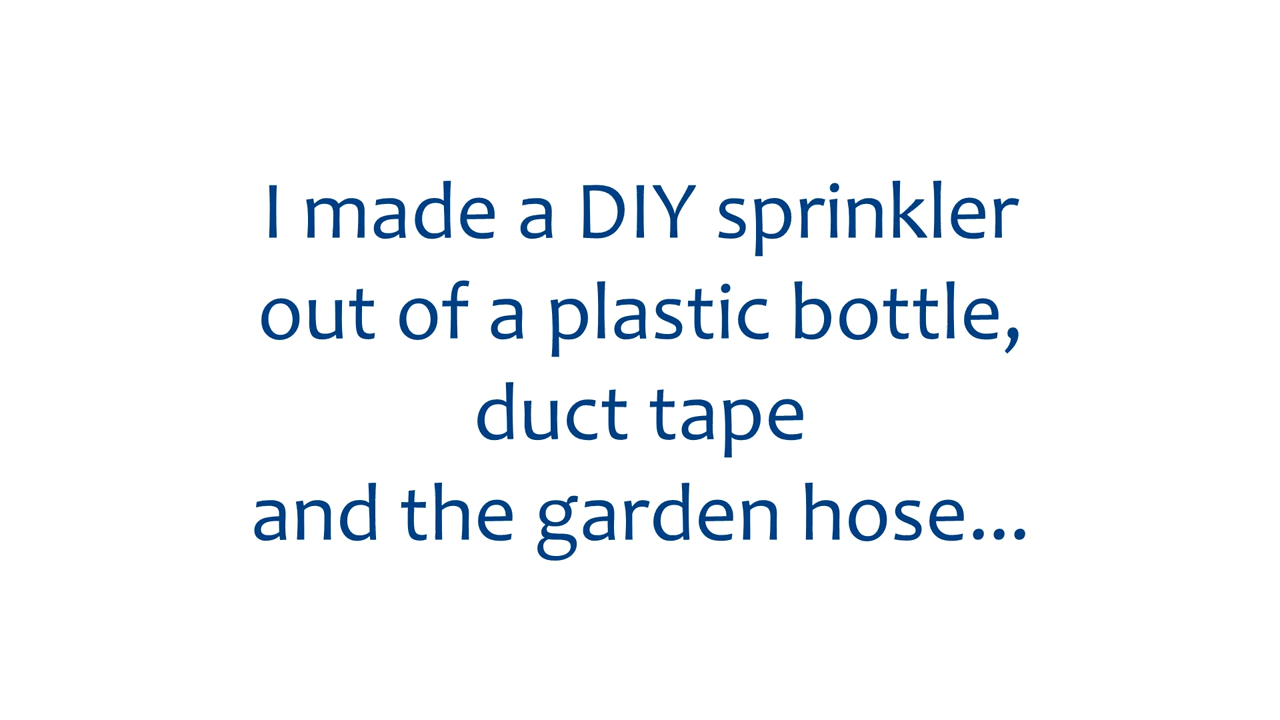 I made a DIY sprinkler
out of a plastic bottle,
duct tape
and the garden hose...